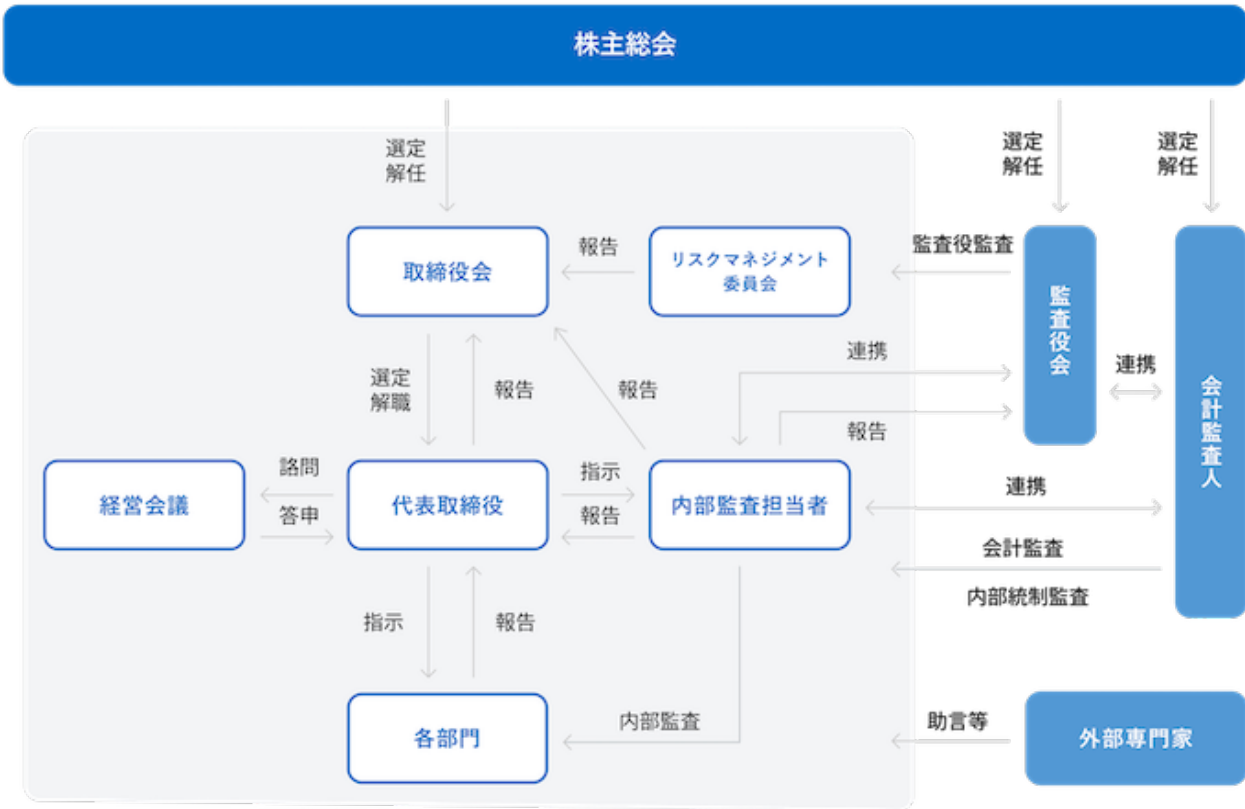 株主総会
選定
解任
選定
解任
選定
解任
取締役会
報告
リスクマネジメント
委員会
監査役監査
監査役会
会計監査人
連携
選定
解職
報告
報告
連携
報告
経営会議
諮問
答申
代表取締役
指示
報告
内部監査担当者
連携
会計監査
内部統制監査
指示
報告
各部門
内部監査
助言等
外部専門家